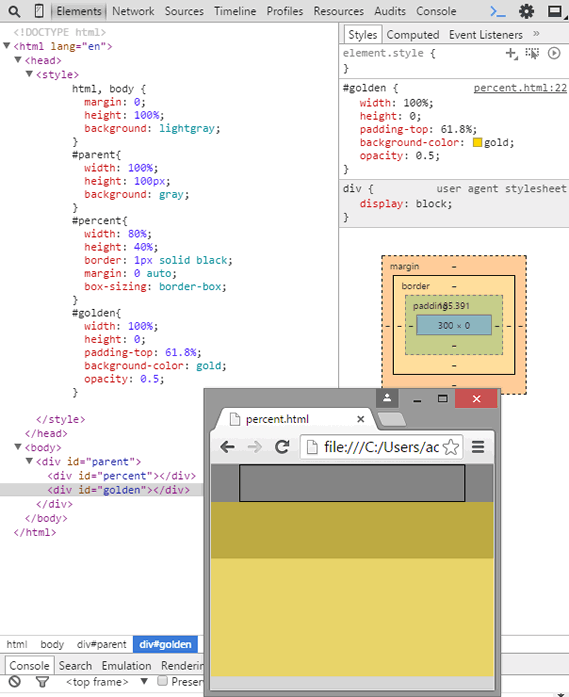 Elements Network Sources Timeline Profiles Resources Audits Console
<!DOCTYPE html>
<html lang="en">
<head>
<style>
html, body {
margin: 0;
height: 100%;
background: lightgray;
}
#parent{
width: 100%;
height: 100px;
background: gray;
}
#percent{
width: 80%;
height: 40%;
border: 1px solid black;
margin: 0 auto;
box-sizing: border-box;
}
#golden{
width: 100%;
height: 0;
padding-top: 61.8%;
background-color: gold;
opacity: 0.5;
}
</style>
</head>
<body>
<div id="parent">
<div id="percent"></div>
<div id="golden"></div>
</div>
</body>
</html>
html body div#parent div#golden
Console Search Emulation Rendering
<top frame> Preser
Styles Computed Event Listeners »
element.style {
}
#golden { percent.html:22
width: 100%;
height: 0;
padding-top: 61.8%;
background-color: gold;
opacity: 0.5;
}
div { user agent stylesheet
display: block;
}
margin –
border –
padding 185.391
– – – 300 × 0 – – –
–
–
–
percent.html
file:///C:/Users/ac